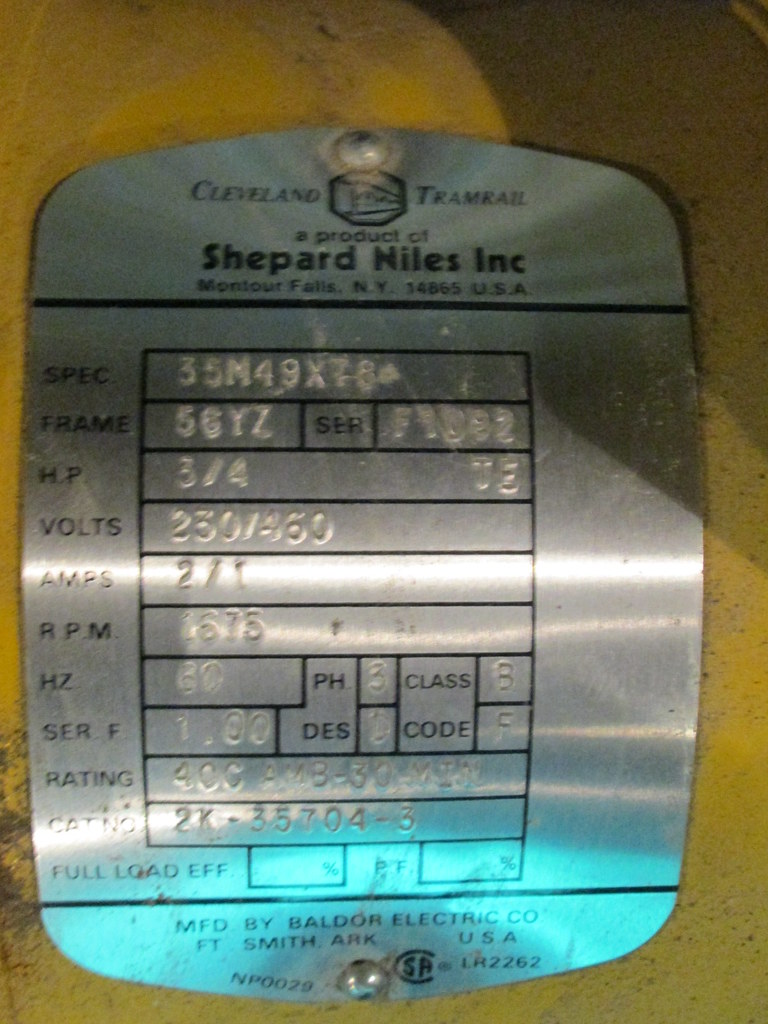 CLEVELAND TRAMRAIL
a product of
Shepard Niles Inc
Montour Falls, N.Y. 14865 U.S.A.
SPEC.
FRAME 56YZ SER
H.P. 3/4 TE
VOLTS 230/460
AMPS 2/1
R.P.M. 1675
HZ 60 PH. 3 CLASS B
SER. F. 1.00 DES D CODE F
RATING 40C AMB-30-MIN
CAT.NO. 2K-35704-3
FULL LOAD EFF. % P.F. %
MFD BY BALDOR ELECTRIC CO
FT. SMITH, ARK U S A
SA ® LR2262
NP0029